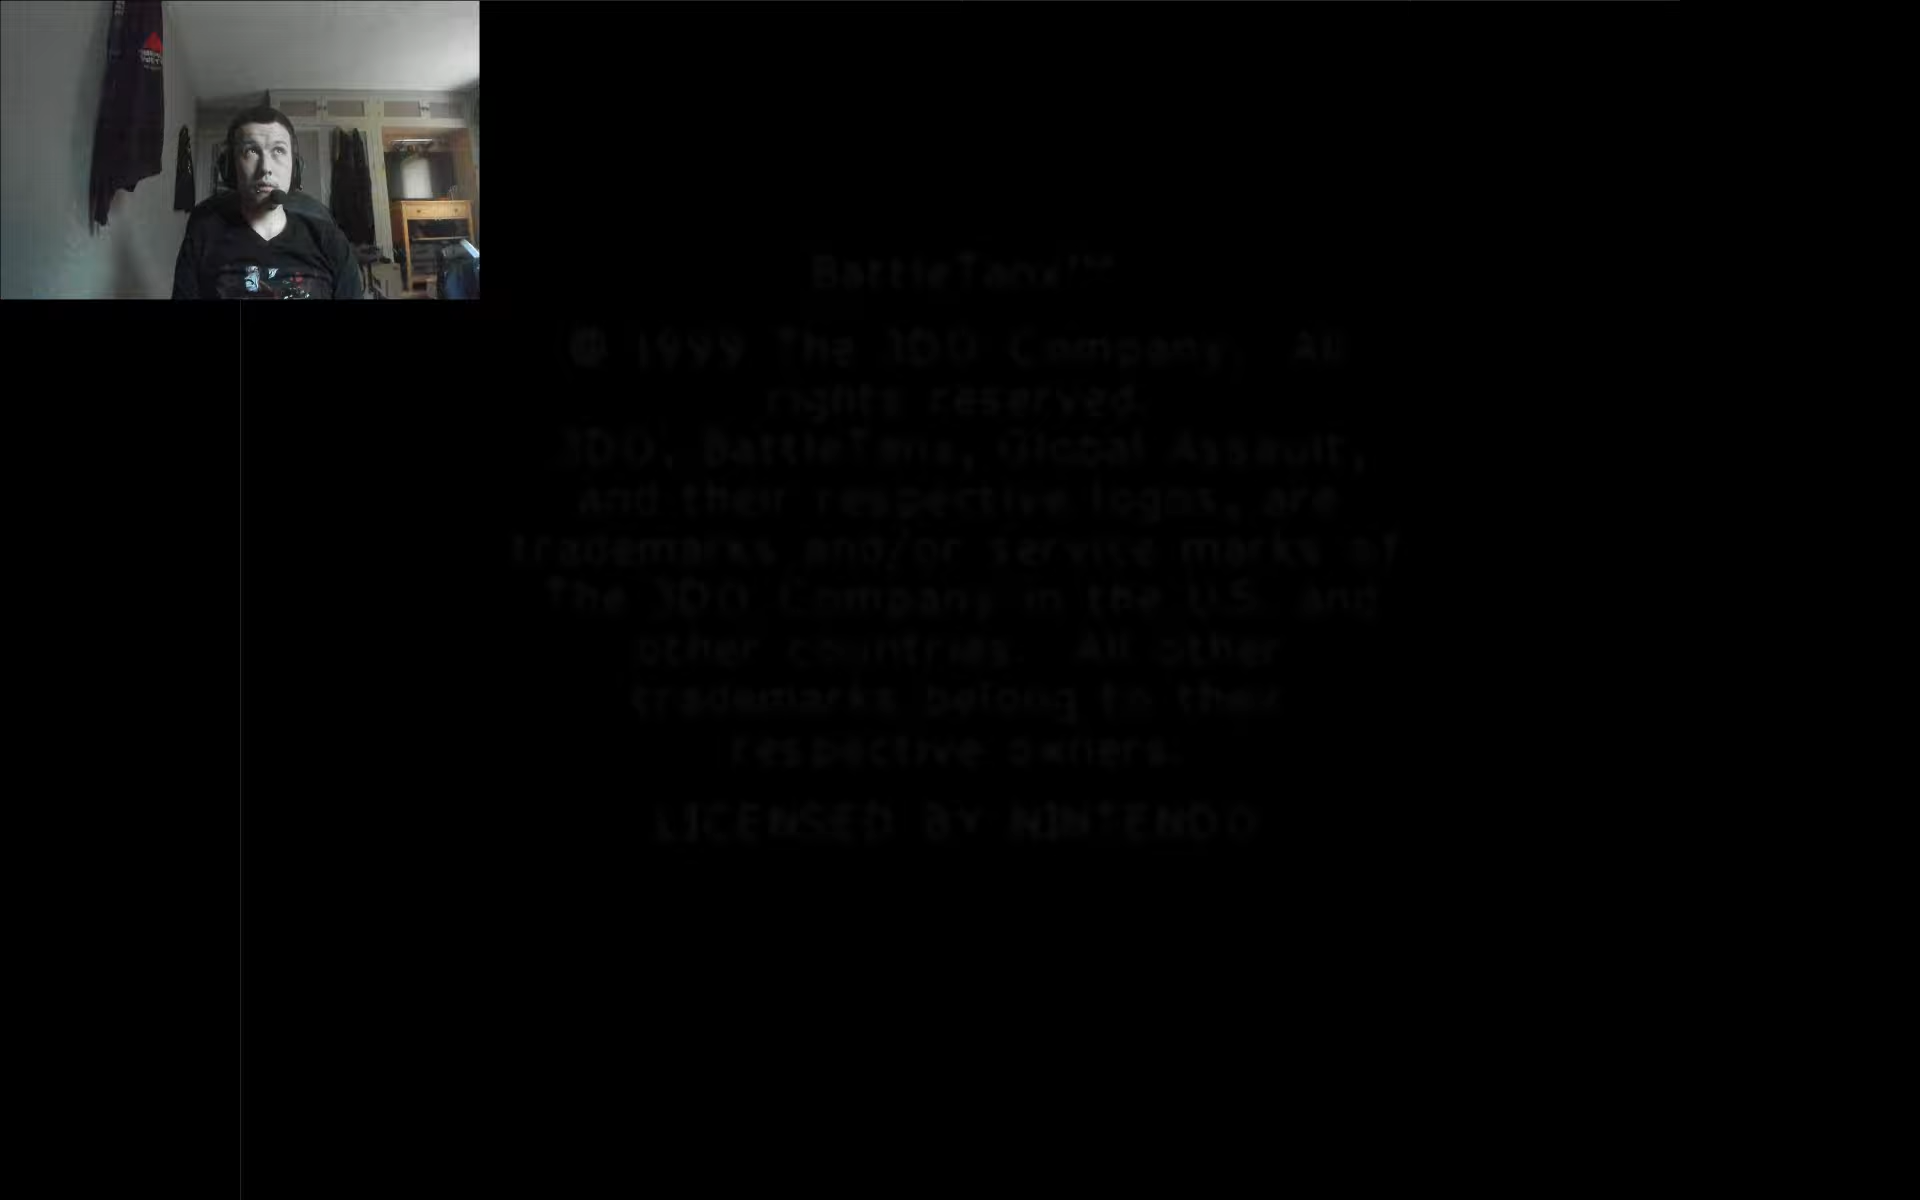 BattleTanx™
© 1999 The 3DO Company. All
rights reserved.
3DO, BattleTanx, Global Assault,
and their respective logos, are
trademarks and/or service marks of
The 3DO Company in the U.S. and
other countries. All other
trademarks belong to their
respective owners.
LICENSED BY NINTENDO